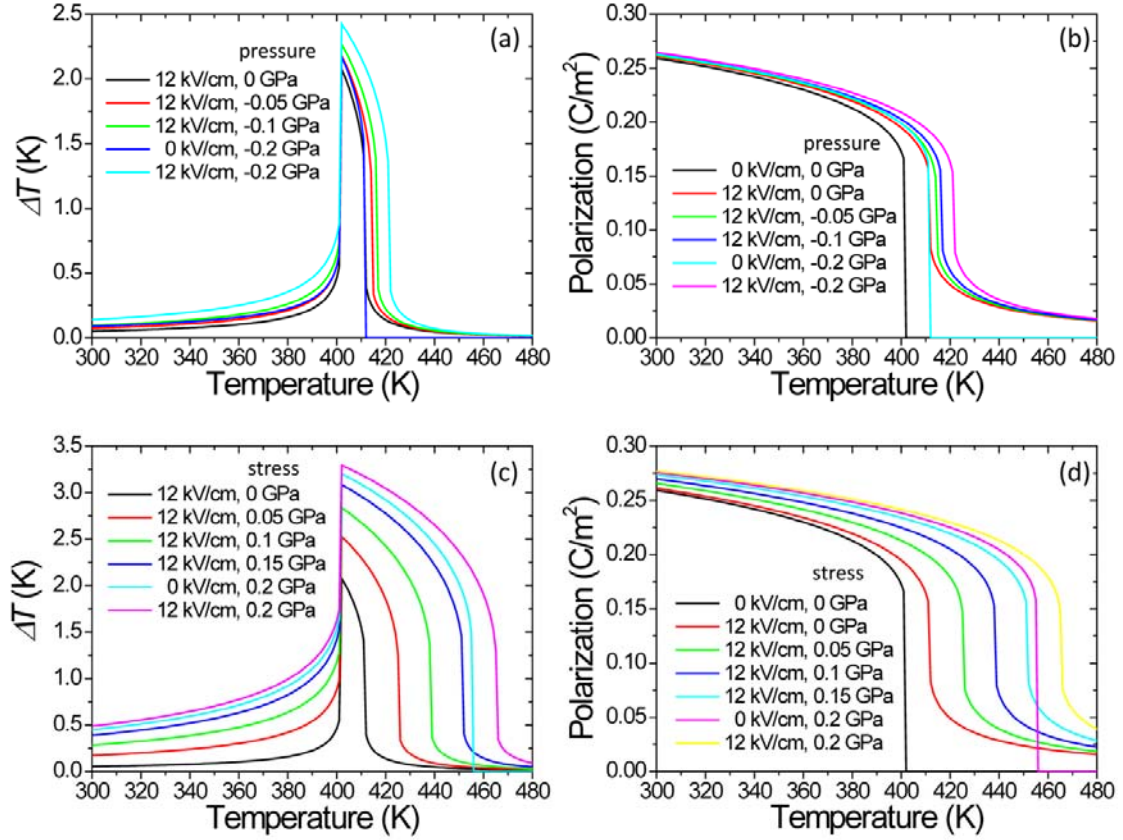 (a)
pressure
12 kV/cm, 0 GPa
12 kV/cm, -0.05 GPa
12 kV/cm, -0.1 GPa
0 kV/cm, -0.2 GPa
12 kV/cm, -0.2 GPa
ΔT (K)
2.5
2.0
1.5
1.0
0.5
0.0
300 320 340 360 380 400 420 440 460 480
Temperature (K)
(b)
pressure
0 kV/cm, 0 GPa
12 kV/cm, 0 GPa
12 kV/cm, -0.05 GPa
12 kV/cm, -0.1 GPa
0 kV/cm, -0.2 GPa
12 kV/cm, -0.2 GPa
Polarization (C/m²)
0.30
0.25
0.20
0.15
0.10
0.05
0.00
300 320 340 360 380 400 420 440 460 480
Temperature (K)
(c)
stress
12 kV/cm, 0 GPa
12 kV/cm, 0.05 GPa
12 kV/cm, 0.1 GPa
12 kV/cm, 0.15 GPa
0 kV/cm, 0.2 GPa
12 kV/cm, 0.2 GPa
ΔT (K)
3.5
3.0
2.5
2.0
1.5
1.0
0.5
0.0
300 320 340 360 380 400 420 440 460 480
Temperature (K)
(d)
stress
0 kV/cm, 0 GPa
12 kV/cm, 0 GPa
12 kV/cm, 0.05 GPa
12 kV/cm, 0.1 GPa
12 kV/cm, 0.15 GPa
0 kV/cm, 0.2 GPa
12 kV/cm, 0.2 GPa
Polarization (C/m²)
0.30
0.25
0.20
0.15
0.10
0.05
0.00
300 320 340 360 380 400 420 440 460 480
Temperature (K)